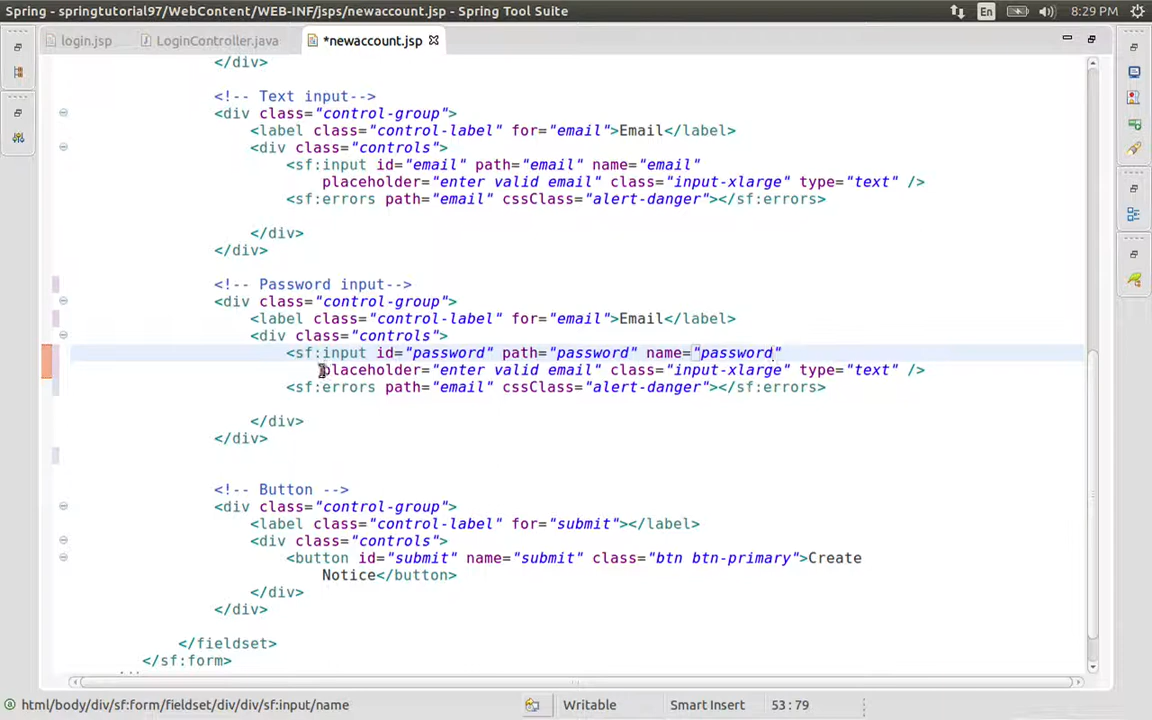 Spring - springtutorial97/WebContent/WEB-INF/jsps/newaccount.jsp - Spring Tool Suite
En
8:29 PM
login.jsp
LoginController.java
*newaccount.jsp
</div>
<!-- Text input-->
<div class="control-group">
<label class="control-label" for="email">Email</label>
<div class="controls">
<sf:input id="email" path="email" name="email"
placeholder="enter valid email" class="input-xlarge" type="text" />
<sf:errors path="email" cssClass="alert-danger"></sf:errors>
</div>
</div>
<!-- Password input-->
<div class="control-group">
<label class="control-label" for="email">Email</label>
<div class="controls">
<sf:input id="password" path="password" name="password"
placeholder="enter valid email" class="input-xlarge" type="text" />
<sf:errors path="email" cssClass="alert-danger"></sf:errors>
</div>
</div>
<!-- Button -->
<div class="control-group">
<label class="control-label" for="submit"></label>
<div class="controls">
<button id="submit" name="submit" class="btn btn-primary">Create
Notice</button>
</div>
</div>
</fieldset>
</sf:form>
html/body/div/sf:form/fieldset/div/div/sf:input/name
Writable
Smart Insert
53 : 79